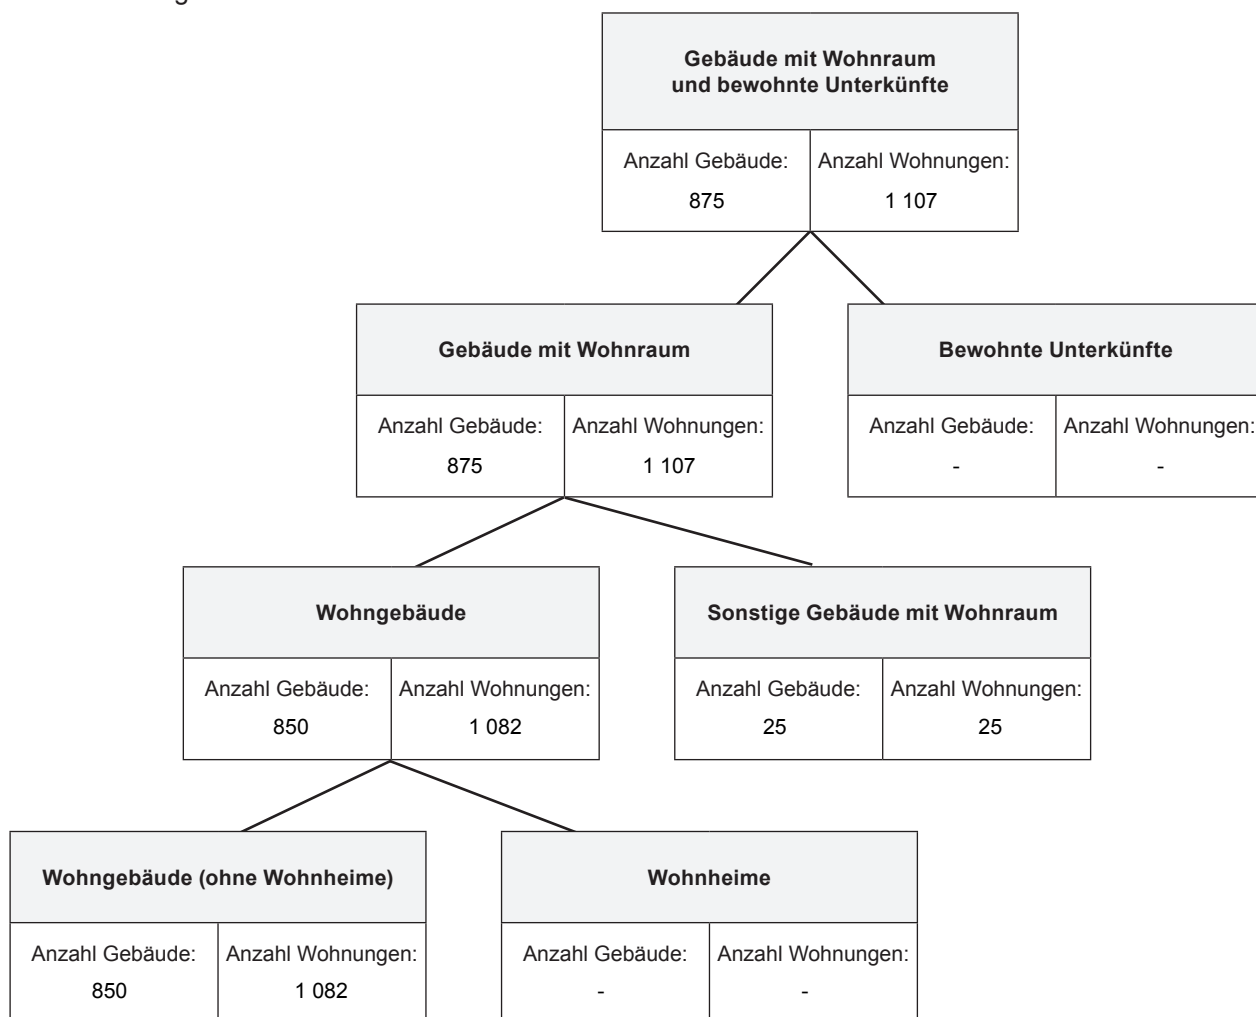 Gebäude mit Wohnraum
und bewohnte Unterkünfte
Anzahl Gebäude: Anzahl Wohnungen:
875 1 107
Gebäude mit Wohnraum
Anzahl Gebäude: Anzahl Wohnungen:
875 1 107
Bewohnte Unterkünfte
Anzahl Gebäude: Anzahl Wohnungen:
- -
Wohngebäude
Anzahl Gebäude: Anzahl Wohnungen:
850 1 082
Sonstige Gebäude mit Wohnraum
Anzahl Gebäude: Anzahl Wohnungen:
25 25
Wohngebäude (ohne Wohnheime)
Anzahl Gebäude: Anzahl Wohnungen:
850 1 082
Wohnheime
Anzahl Gebäude: Anzahl Wohnungen:
- -